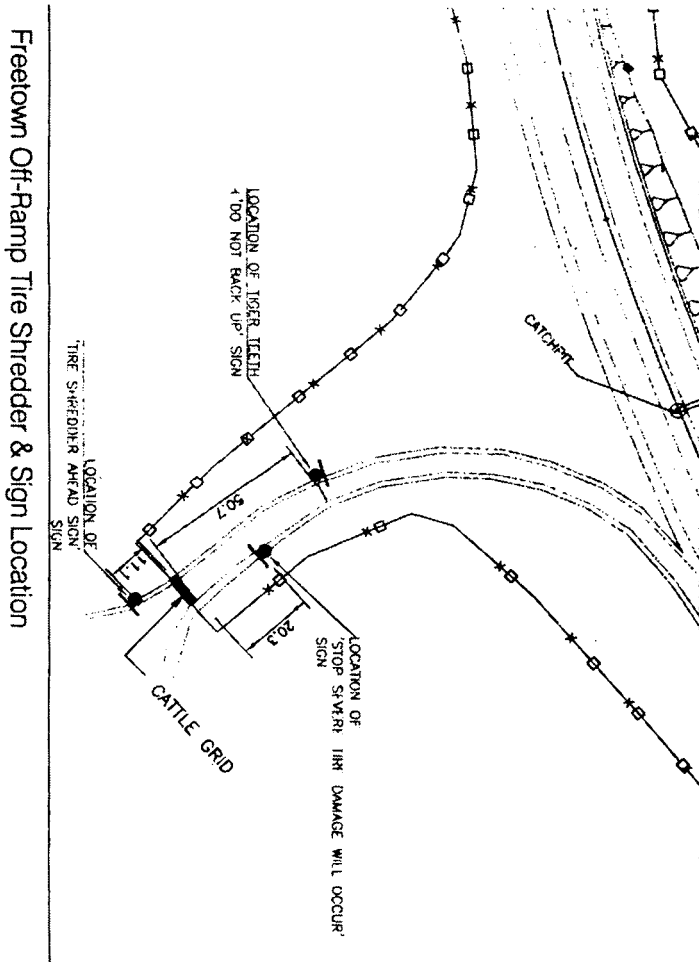 LOCATION OF TIGER TEETH
+ 'DO NOT BACK UP' SIGN
CATCHPIT
50.7
LOCATION OF
'TIRE SHREDDER AHEAD SIGN'
SIGN
11.1
20.3
LOCATION OF
'STOP SEVERE TIRE DAMAGE WILL OCCUR'
SIGN
CATTLE GRID
Freetown Off-Ramp Tire Shredder & Sign Location